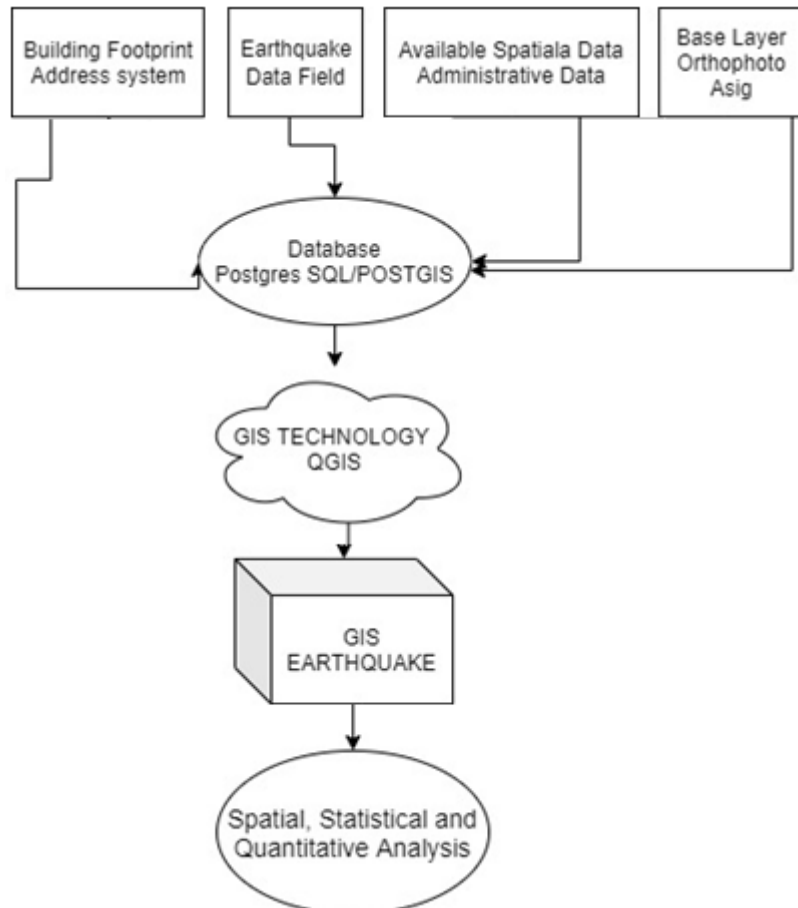 Building Footprint
Address system
Earthquake
Data Field
Available Spatiala Data
Administrative Data
Base Layer
Orthophoto
Asig
Database
Postgres SQL/POSTGIS
GIS TECHNOLOGY
QGIS
GIS
EARTHQUAKE
Spatial, Statistical and
Quantitative Analysis